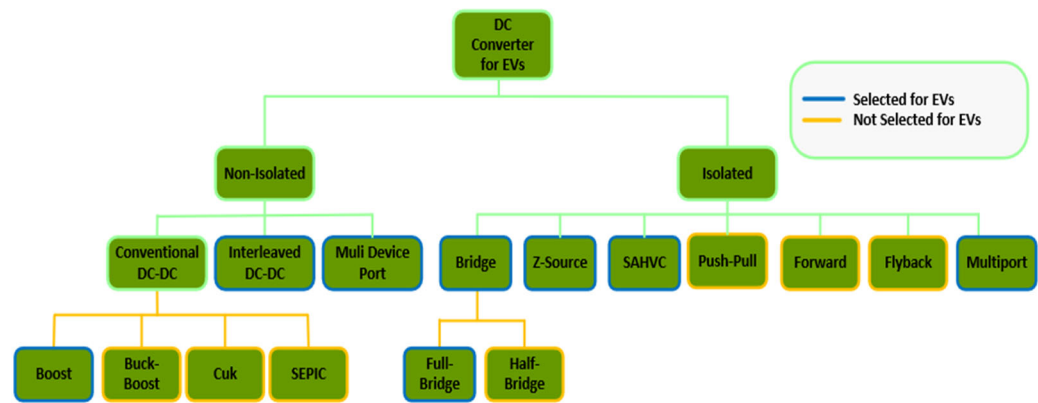 DC
Converter
for EVs
Selected for EVs
Not Selected for EVs
Non-Isolated
Isolated
Conventional
DC-DC
Interleaved
DC-DC
Muli Device
Port
Bridge
Z-Source
SAHVC
Push-Pull
Forward
Flyback
Multiport
Boost
Buck-
Boost
Cuk
SEPIC
Full-
Bridge
Half-
Bridge